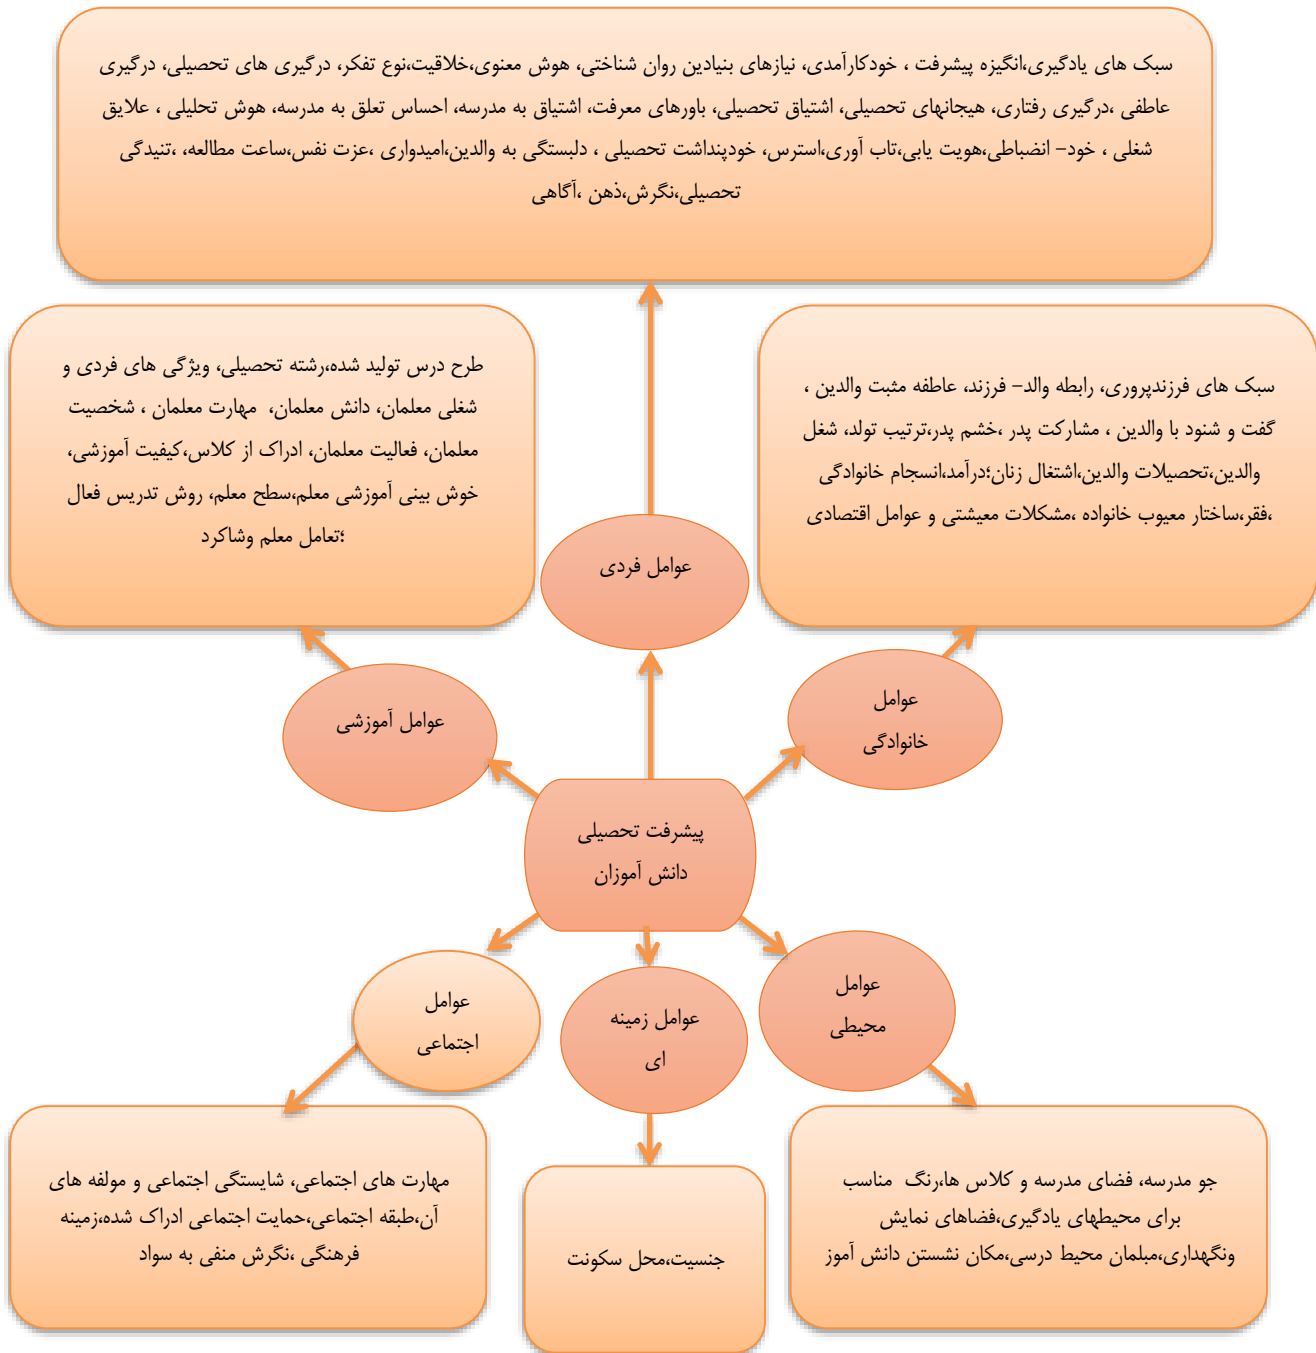 سبک های یادگیری،انگیزه پیشرفت ، خودکارآمدی، نیازهای بنیادین روان شناختی، هوش معنوی،خلاقیت،نوع تفکر، درگیری های تحصیلی، درگیری
عاطفی ،درگیری رفتاری، هیجانهای تحصیلی، اشتیاق تحصیلی، باورهای معرفت، اشتیاق به مدرسه، احساس تعلق به مدرسه، هوش تحلیلی ، علایق
شغلی ، خود- انضباطی،هویت یابی،تاب آوری،استرس، خودپنداشت تحصیلی ، دلبستگی به والدین،امیدواری ،عزت نفس،ساعت مطالعه، ،تنیدگی
تحصیلی،نگرش،ذهن ،آگاهی
سبک های فرزندپروری، رابطه والد- فرزند، عاطفه مثبت والدین ،
گفت و شنود با والدین ، مشارکت پدر ،خشم پدر،ترتیب تولد، شغل
والدین،تحصیلات والدین،اشتغال زنان؛درآمد،انسجام خانوادگی
،فقر،ساختار معیوب خانواده ،مشکلات معیشتی و عوامل اقتصادی
طرح درس تولید شده،رشته تحصیلی، ویژگی های فردی و
شغلی معلمان، دانش معلمان، مهارت معلمان ، شخصیت
معلمان، فعالیت معلمان، ادراک از کلاس،کیفیت آموزشی،
خوش بینی آموزشی معلم،سطح معلم، روش تدریس فعال
؛تعامل معلم وشاکرد
عوامل فردی
عوامل
خانوادگی
عوامل آموزشی
پیشرفت تحصیلی
دانش آموزان
عوامل
محیطی
عوامل زمینه
ای
عوامل
اجتماعی
جو مدرسه، فضای مدرسه و کلاس ها،رنگ مناسب
برای محیطهای یادگیری،فضاهای نمایش
ونگهداری،مبلمان محیط درسی،مکان نشستن دانش آموز
جنسیت،محل سکونت
مهارت های اجتماعی، شایستگی اجتماعی و مولفه های
آن،طبقه اجتماعی،حمایت اجتماعی ادراک شده،زمینه
فرهنگی ،نگرش منفی به سواد